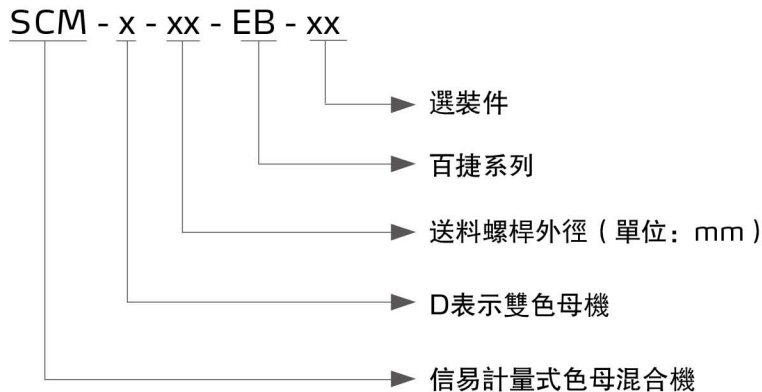 SCM - x - xx - EB - xx
選裝件
百捷系列
送料螺桿外徑（單位：mm）
D表示雙色母機
信易計量式色母混合機